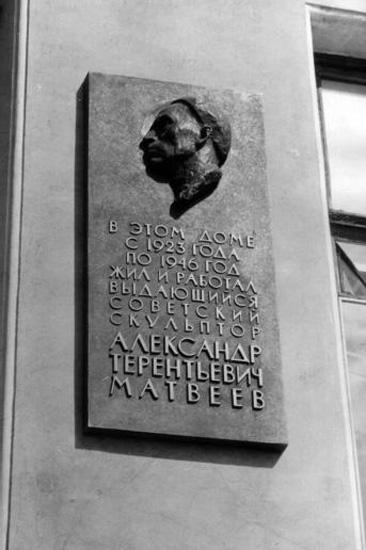 В ЭТОМ ДОМЕ
С 1923 ГОДА
ПО 1946 ГОД
ЖИЛ И РАБОТАЛ
ВЫДАЮЩИЙСЯ
СОВЕТСКИЙ
СКУЛЬПТОР
АЛЕКСАНДР
ТЕРЕНТЬЕВИЧ
МАТВЕЕВ